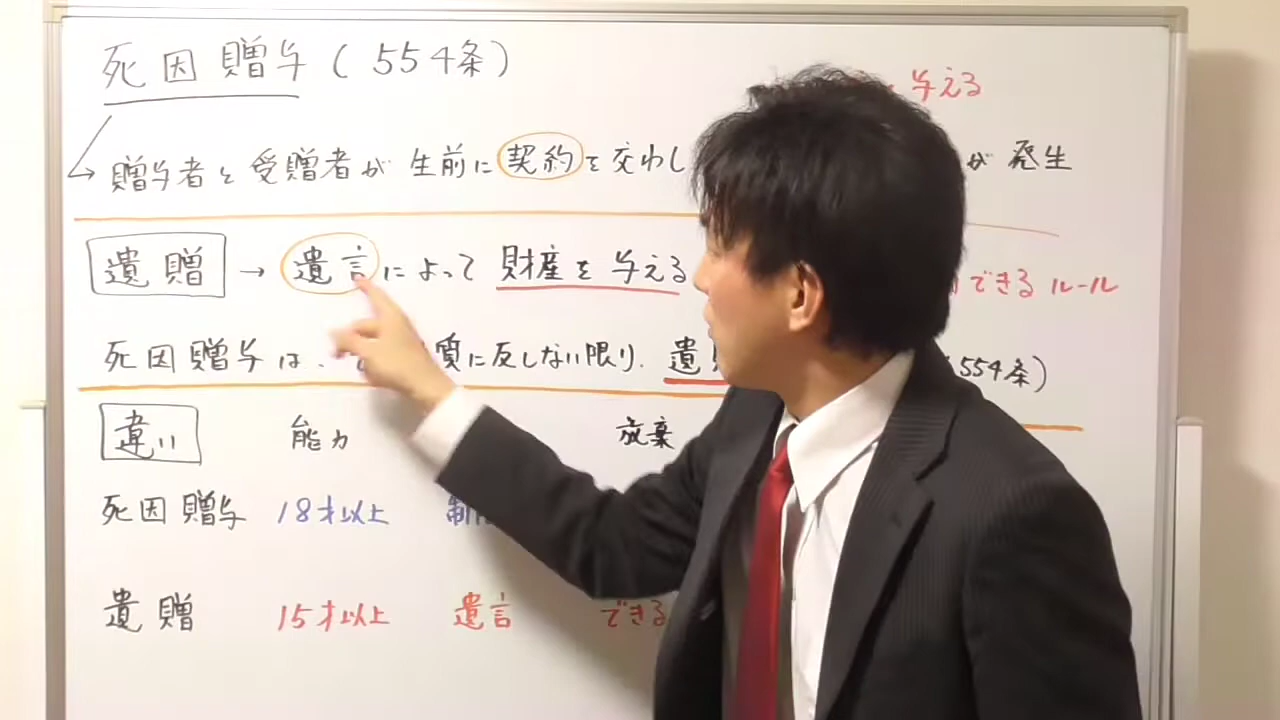 死因贈与(554条)
与える
贈与者と受贈者が生前に契約を交わし
が発生
遺贈 → 遺言によって財産を与える
できるルール
死因贈与は、
質に反しない限り、遺
554条)
違い 能力 放棄
死因贈与 18才以上 制
遺贈 15才以上 遺言 できる